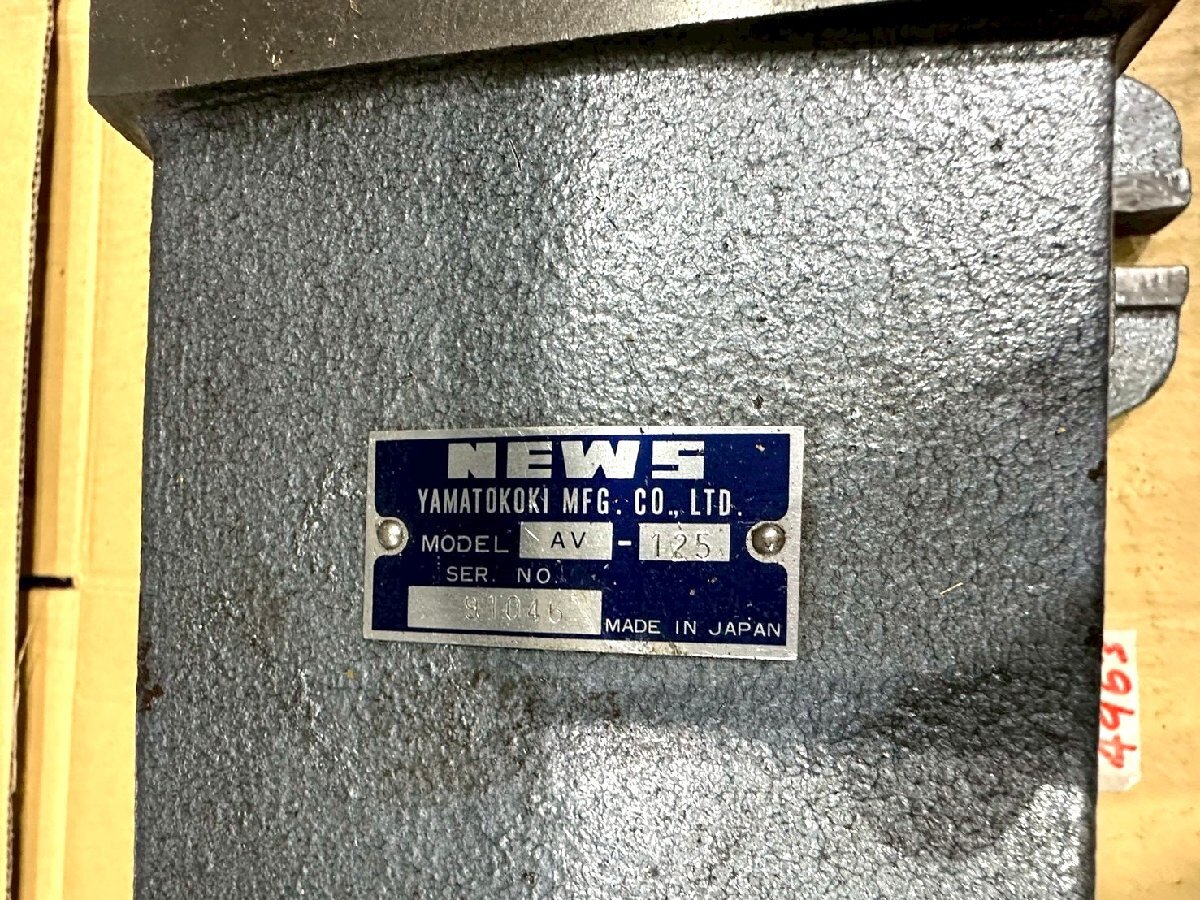 NEWS
YAMATOKOKI MFG. CO., LTD.
MODEL AV - 125
SER. NO.
91046
MADE IN JAPAN
4963